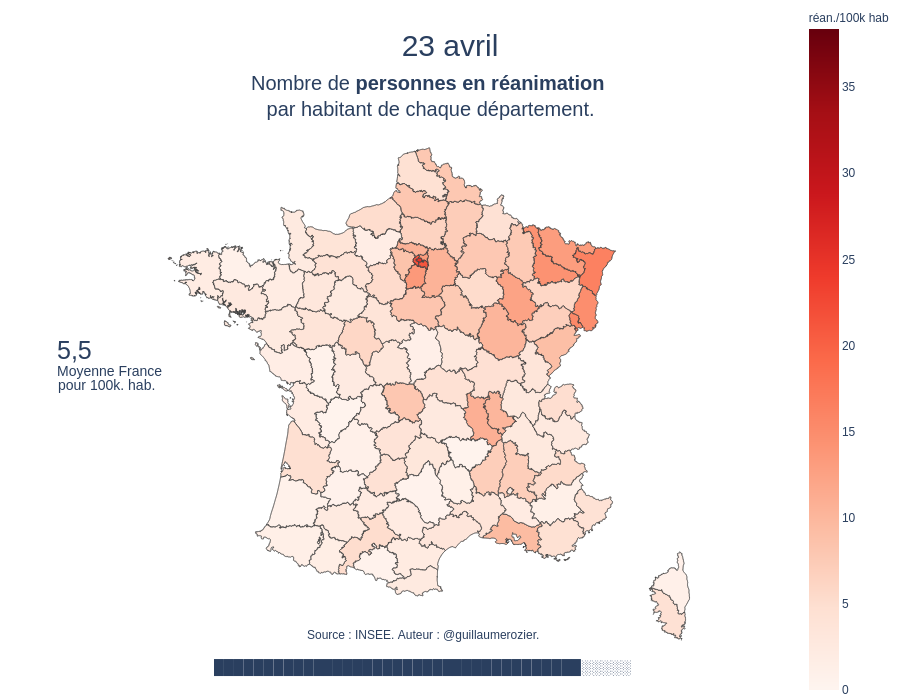 réan./100k hab
23 avril
Nombre de personnes en réanimation
par habitant de chaque département.
35
30
25
20
15
10
5
0
5,5
Moyenne France
pour 100k. hab.
Source : INSEE. Auteur : @guillaumerozier.